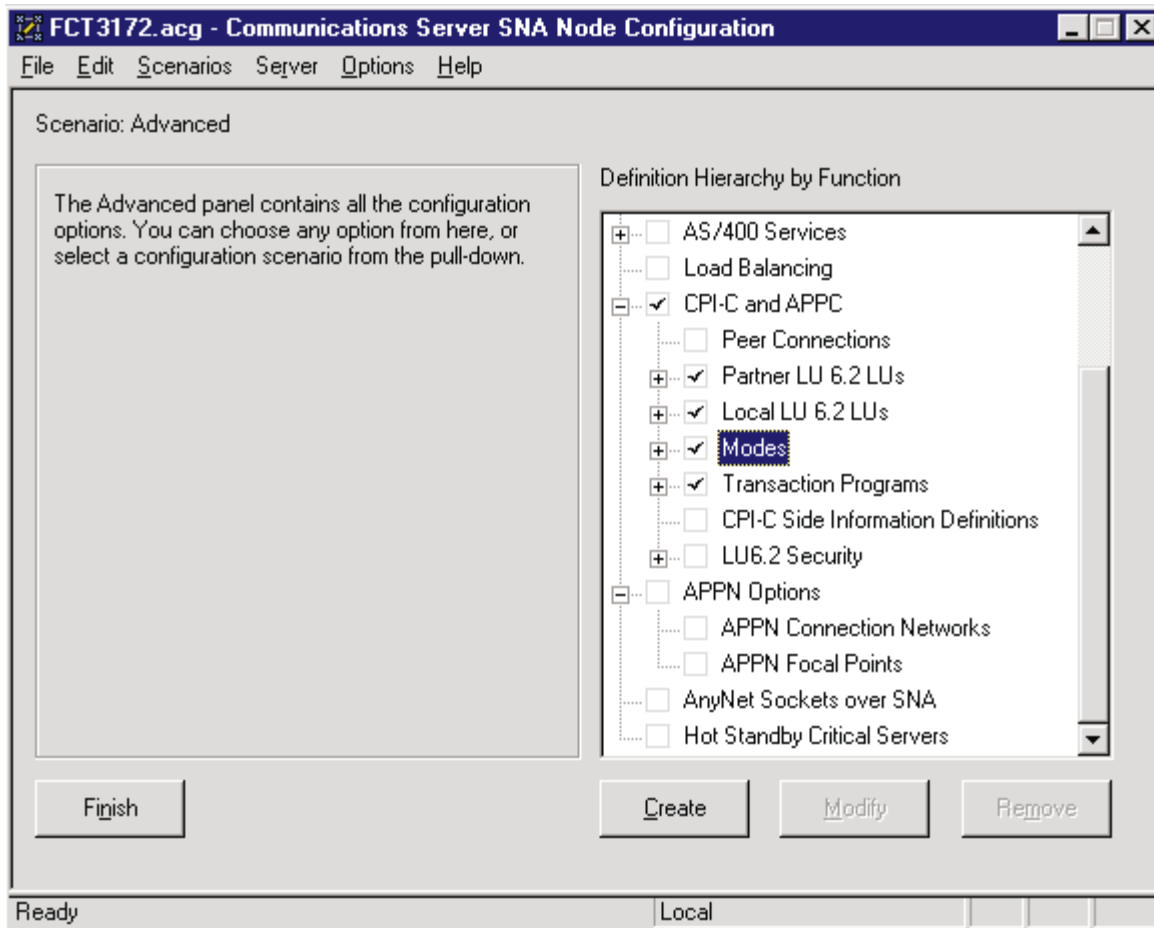 FCT3172.acg - Communications Server SNA Node Configuration
File Edit Scenarios Server Options Help
Scenario: Advanced
The Advanced panel contains all the configuration
options. You can choose any option from here, or
select a configuration scenario from the pull-down.
Definition Hierarchy by Function
AS/400 Services
Load Balancing
CPI-C and APPC
Peer Connections
Partner LU 6.2 LUs
Local LU 6.2 LUs
Modes
Transaction Programs
CPI-C Side Information Definitions
LU6.2 Security
APPN Options
APPN Connection Networks
APPN Focal Points
AnyNet Sockets over SNA
Hot Standby Critical Servers
Finish
Create
Modify
Remove
Ready
Local